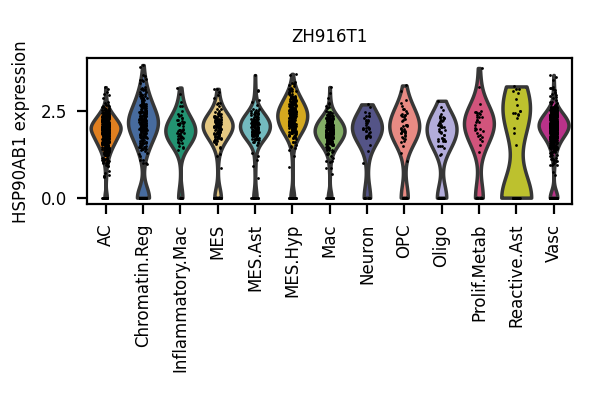 ZH916T1
HSP90AB1 expression
2.5
0.0
AC
Chromatin.Reg
Inflammatory.Mac
MES
MES.Ast
MES.Hyp
Mac
Neuron
OPC
Oligo
Prolif.Metab
Reactive.Ast
Vasc